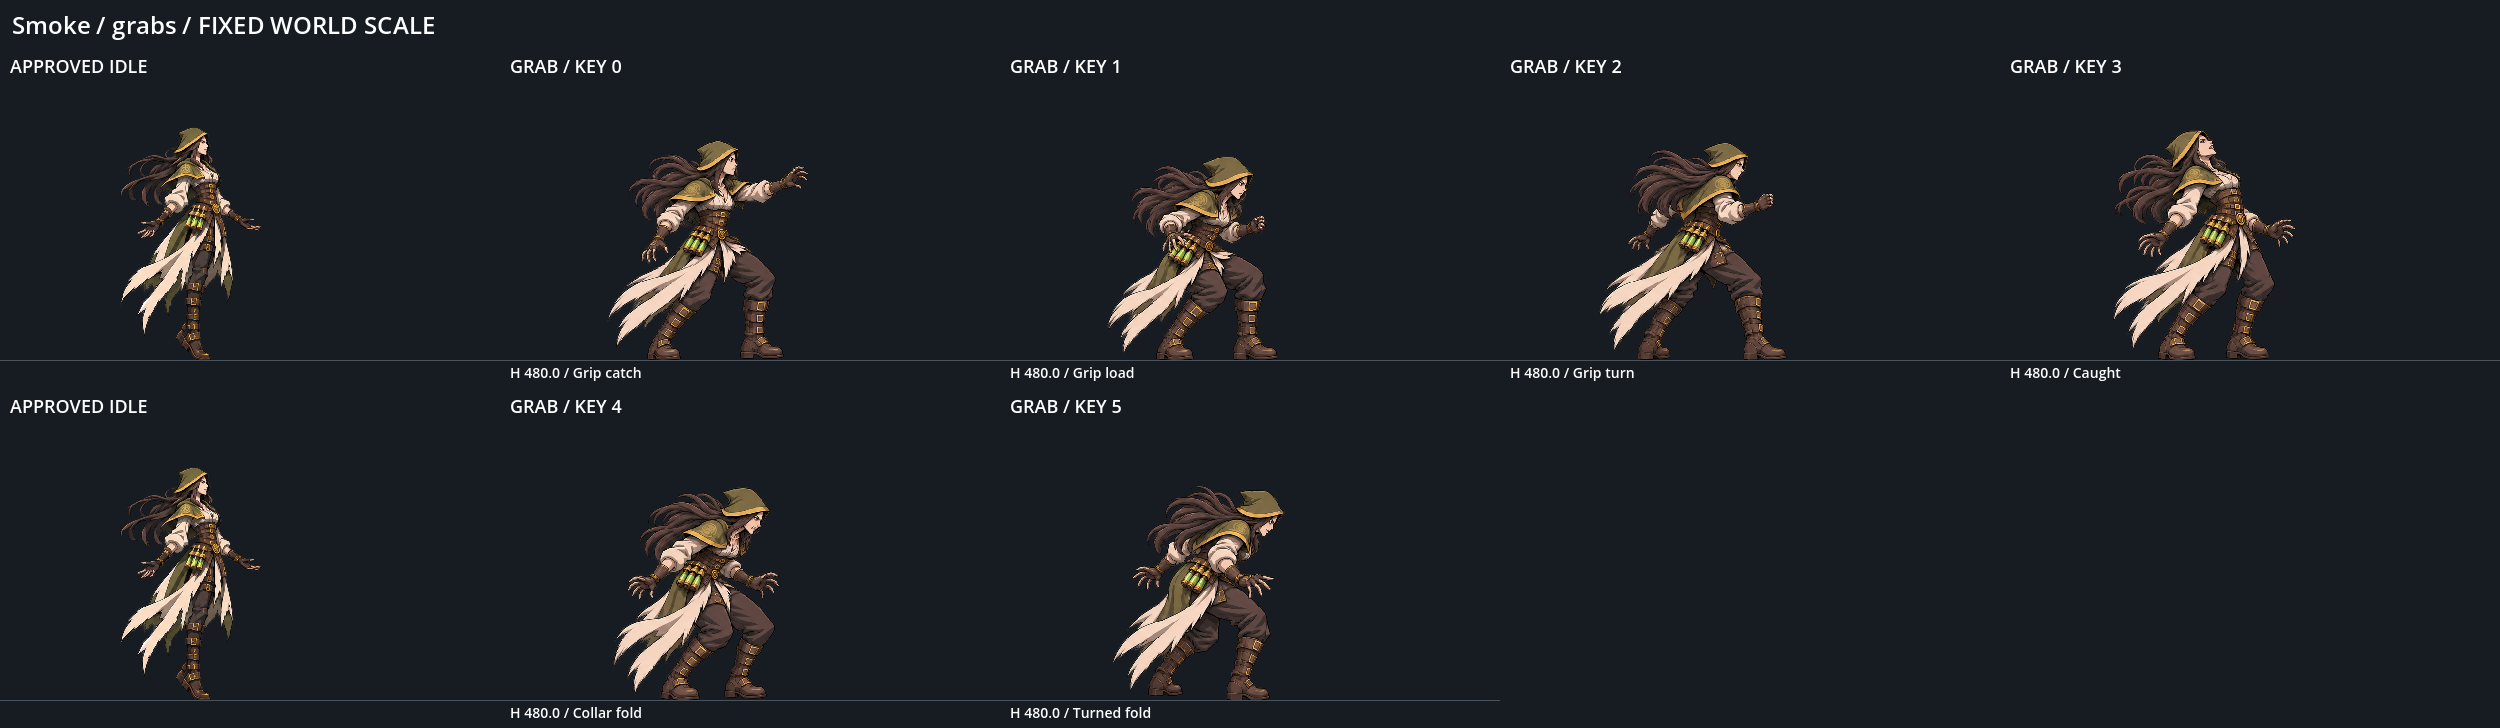 Smoke / grabs / FIXED WORLD SCALE
APPROVED IDLE
GRAB / KEY 0
GRAB / KEY 1
GRAB / KEY 2
GRAB / KEY 3
H 480.0 / Grip catch
H 480.0 / Grip load
H 480.0 / Grip turn
H 480.0 / Caught
APPROVED IDLE
GRAB / KEY 4
GRAB / KEY 5
H 480.0 / Collar fold
H 480.0 / Turned fold